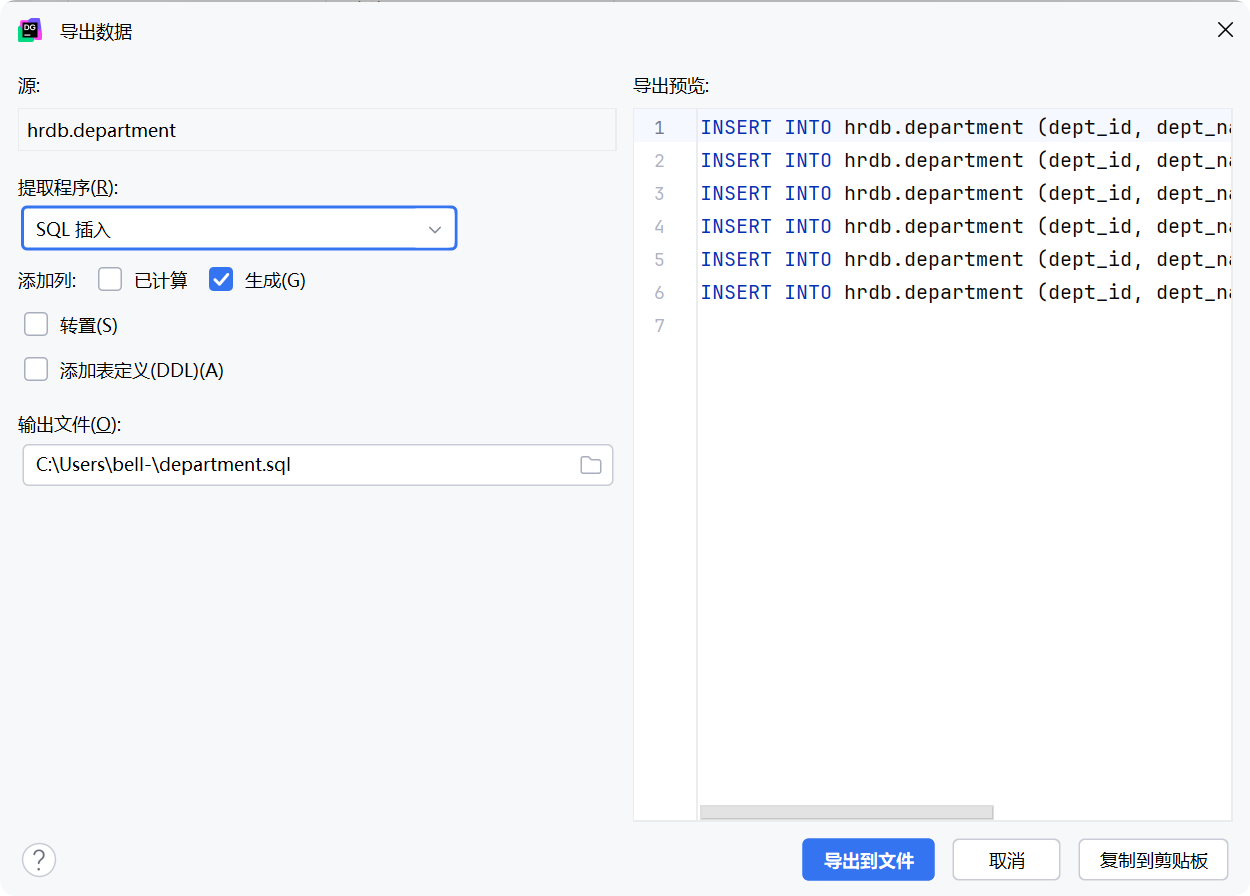 DG
导出数据
源:
hrdb.department
提取程序(R):
SQL 插入
添加列: 已计算 生成(G)
转置(S)
添加表定义(DDL)(A)
输出文件(O):
C:\Users\bell-\department.sql
?
导出预览:
1 INSERT INTO hrdb.department (dept_id, dept_na
2 INSERT INTO hrdb.department (dept_id, dept_na
3 INSERT INTO hrdb.department (dept_id, dept_na
4 INSERT INTO hrdb.department (dept_id, dept_na
5 INSERT INTO hrdb.department (dept_id, dept_na
6 INSERT INTO hrdb.department (dept_id, dept_na
7
导出到文件 取消 复制到剪贴板